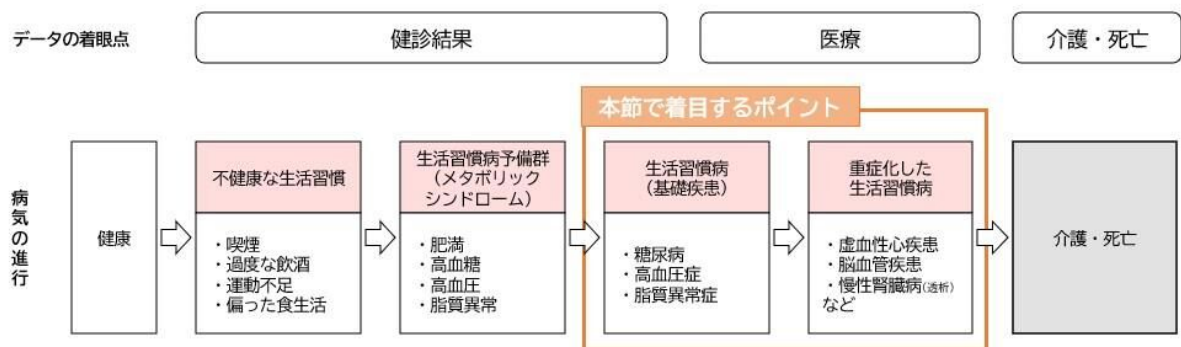 データの着眼点
健診結果
医療
介護・死亡
本節で着目するポイント
病気の進行
健康
不健康な生活習慣
・喫煙
・過度な飲酒
・運動不足
・偏った食生活
生活習慣病予備群
（メタボリック
シンドローム）
・肥満
・高血糖
・高血圧
・脂質異常
生活習慣病
（基礎疾患）
・糖尿病
・高血圧症
・脂質異常症
重症化した
生活習慣病
・虚血性心疾患
・脳血管疾患
・慢性腎臓病(透析)
など
介護・死亡